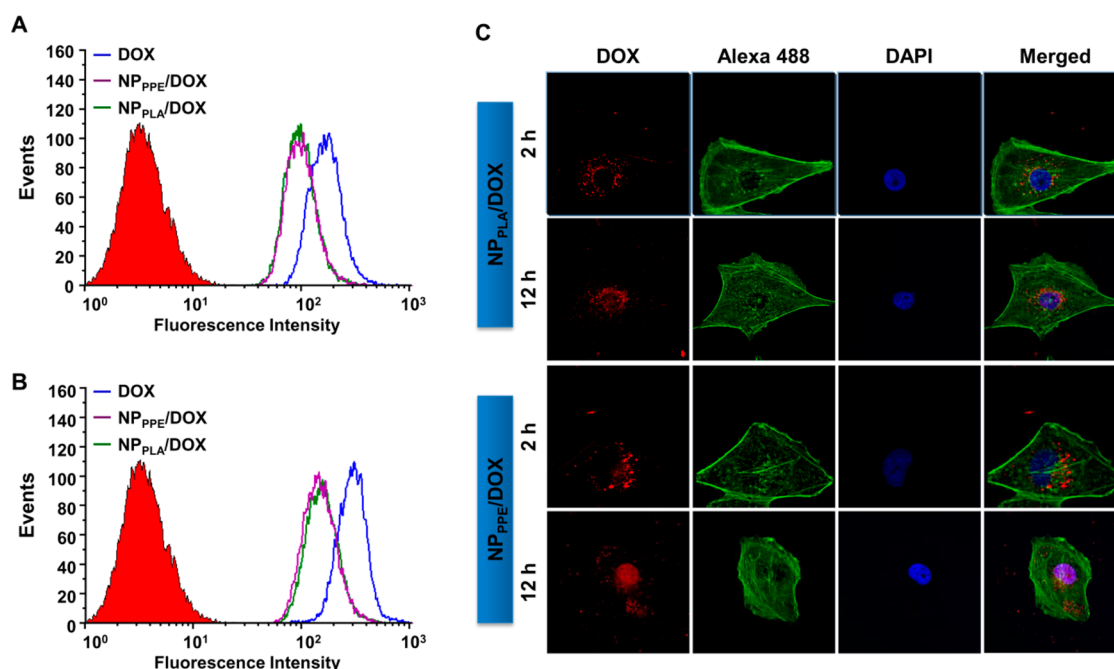 A
160
140
120
100
80
60
40
20
0
Events
DOX
NPPPE/DOX
NPPLA/DOX
10⁰ 10¹ 10² 10³
Fluorescence Intensity
B
160
140
120
100
80
60
40
20
0
Events
DOX
NPPPE/DOX
NPPLA/DOX
10⁰ 10¹ 10² 10³
Fluorescence Intensity
C
DOX Alexa 488 DAPI Merged
NPPLA/DOX
2 h
12 h
NPPPE/DOX
2 h
12 h